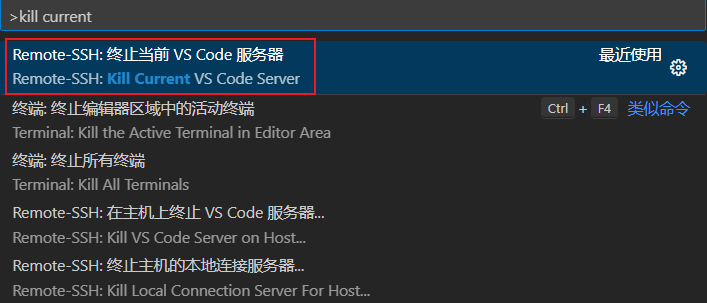 >kill current
Remote-SSH: 终止当前 VS Code 服务器 最近使用
Remote-SSH: Kill Current VS Code Server
终端: 终止编辑器区域中的活动终端 Ctrl + F4 类似命令
Terminal: Kill the Active Terminal in Editor Area
终端: 终止所有终端
Terminal: Kill All Terminals
Remote-SSH: 在主机上终止 VS Code 服务器...
Remote-SSH: Kill VS Code Server on Host...
Remote-SSH: 终止主机的本地连接服务器...
Remote-SSH: Kill Local Connection Server For Host...